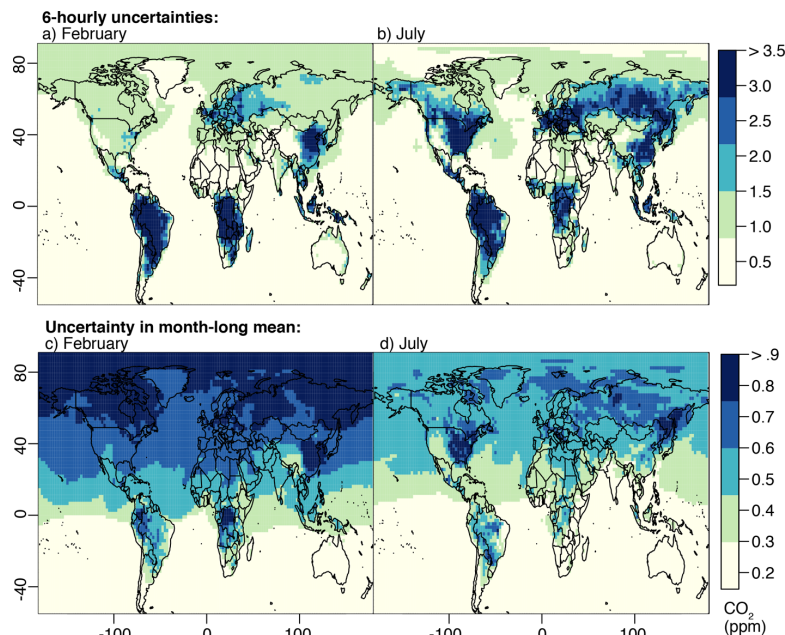 6-hourly uncertainties:
a) February
b) July
80
40
0
-40
> 3.5
3.0
2.5
2.0
1.5
1.0
0.5
Uncertainty in month-long mean:
c) February
d) July
80
40
0
-40
> .9
0.8
0.7
0.6
0.5
0.4
0.3
0.2
CO2
(ppm)
-100 0 100 -100 0 100